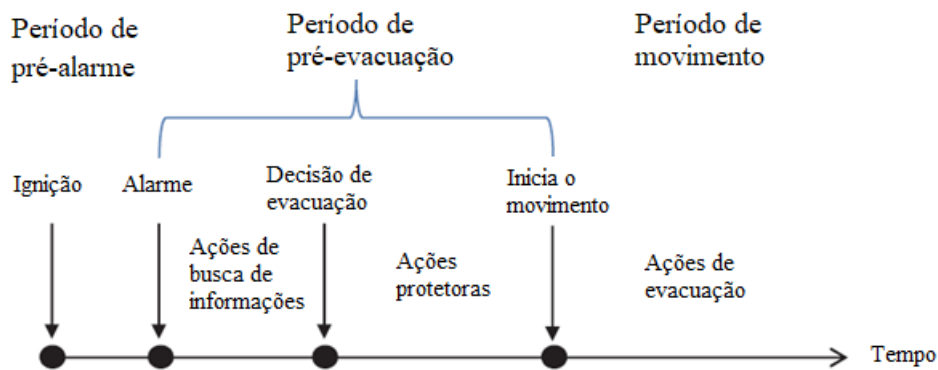 Período de
pré-alarme
Período de
pré-evacuação
Período de
movimento
Ignição
Alarme
Decisão de
evacuação
Inicia o
movimento
Ações de
busca de
informações
Ações
protetoras
Ações de
evacuação
Tempo